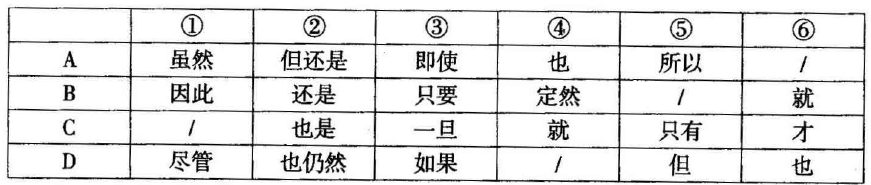 ① ② ③ ④ ⑤ ⑥
A 虽然 但还是 即使 也 所以 /
B 因此 还是 只要 定然 / 就
C / 也是 一旦 就 只有 才
D 尽管 也仍然 如果 / 但 也